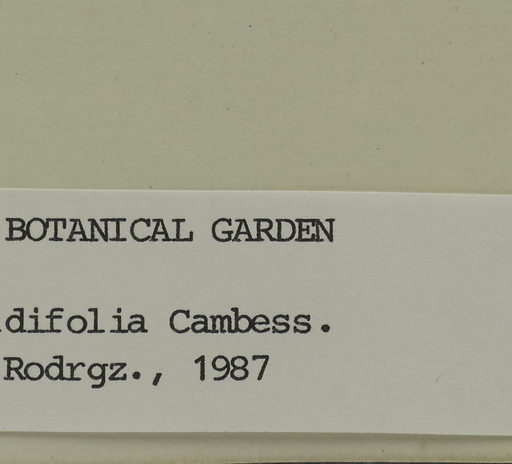 BOTANICAL GARDEN
difolia Cambess.
Rodrgz., 1987